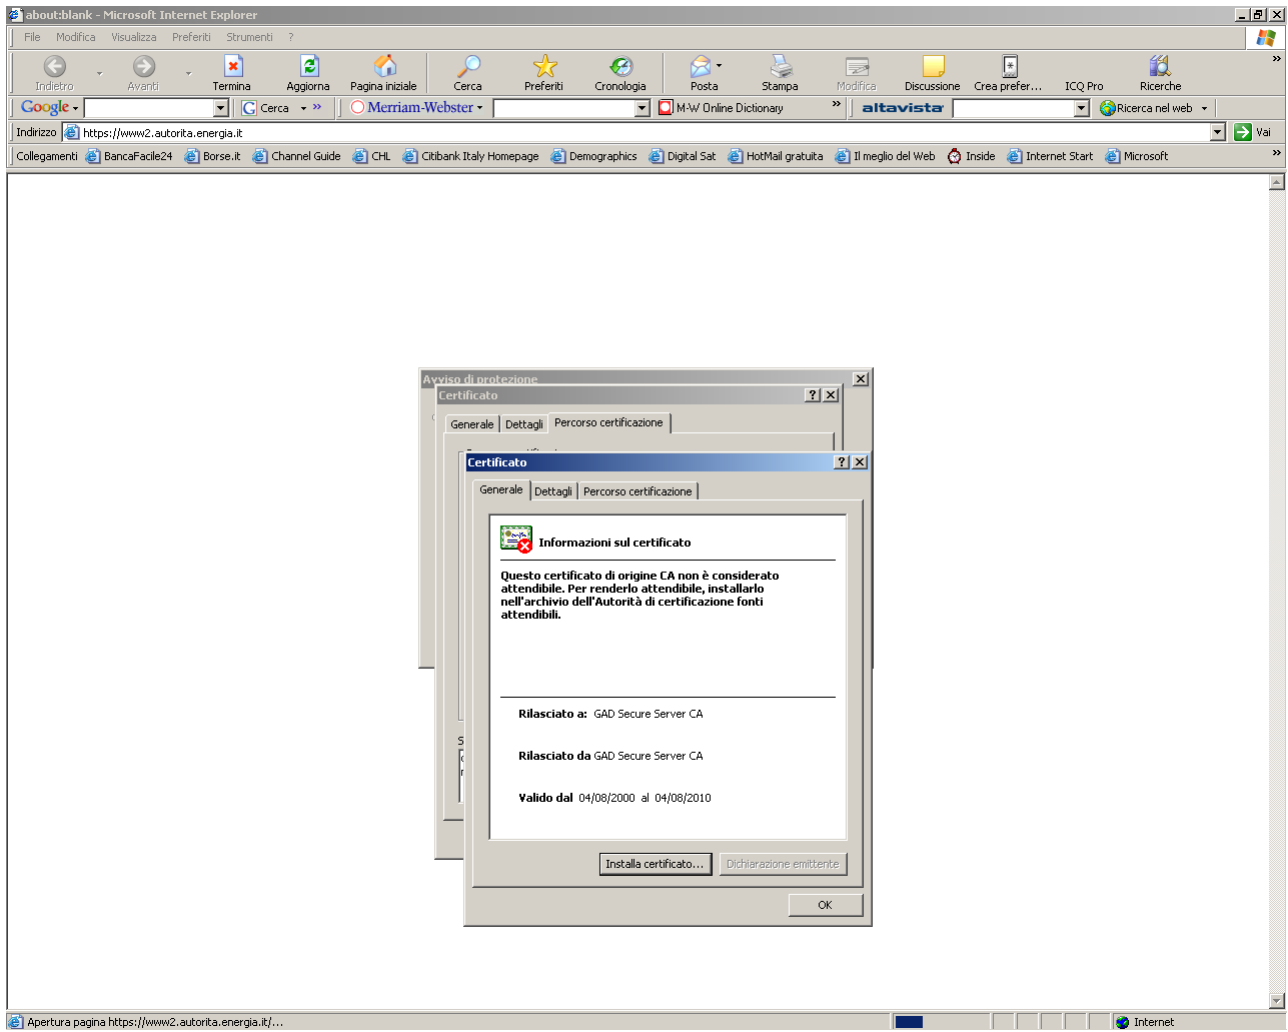 about:blank - Microsoft Internet Explorer
File Modifica Visualizza Preferiti Strumenti ?
Indietro Avanti Termina Aggiorna Pagina iniziale Cerca Preferiti Cronologia Posta Stampa Modifica Discussione Crea prefer... ICQ Pro Ricerche »
Google Cerca » Merriam-Webster M-W Online Dictionary » altavista Ricerca nel web
Indirizzo https://www2.autorita.energia.it Vai
Collegamenti BancaFacile24 Borse.it Channel Guide CHL Citibank Italy Homepage Demographics Digital Sat HotMail gratuita Il meglio del Web Inside Internet Start Microsoft »
Avviso di protezione
Certificato
Generale Dettagli Percorso certificazione
Certificato
Generale Dettagli Percorso certificazione
Informazioni sul certificato
Questo certificato di origine CA non è considerato
attendibile. Per renderlo attendibile, installarlo
nell'archivio dell'Autorità di certificazione fonti
attendibili.
Rilasciato a: GAD Secure Server CA
Rilasciato da GAD Secure Server CA
Valido dal 04/08/2000 al 04/08/2010
Installa certificato... Dichiarazione emittente
OK
Apertura pagina https://www2.autorita.energia.it/... Internet